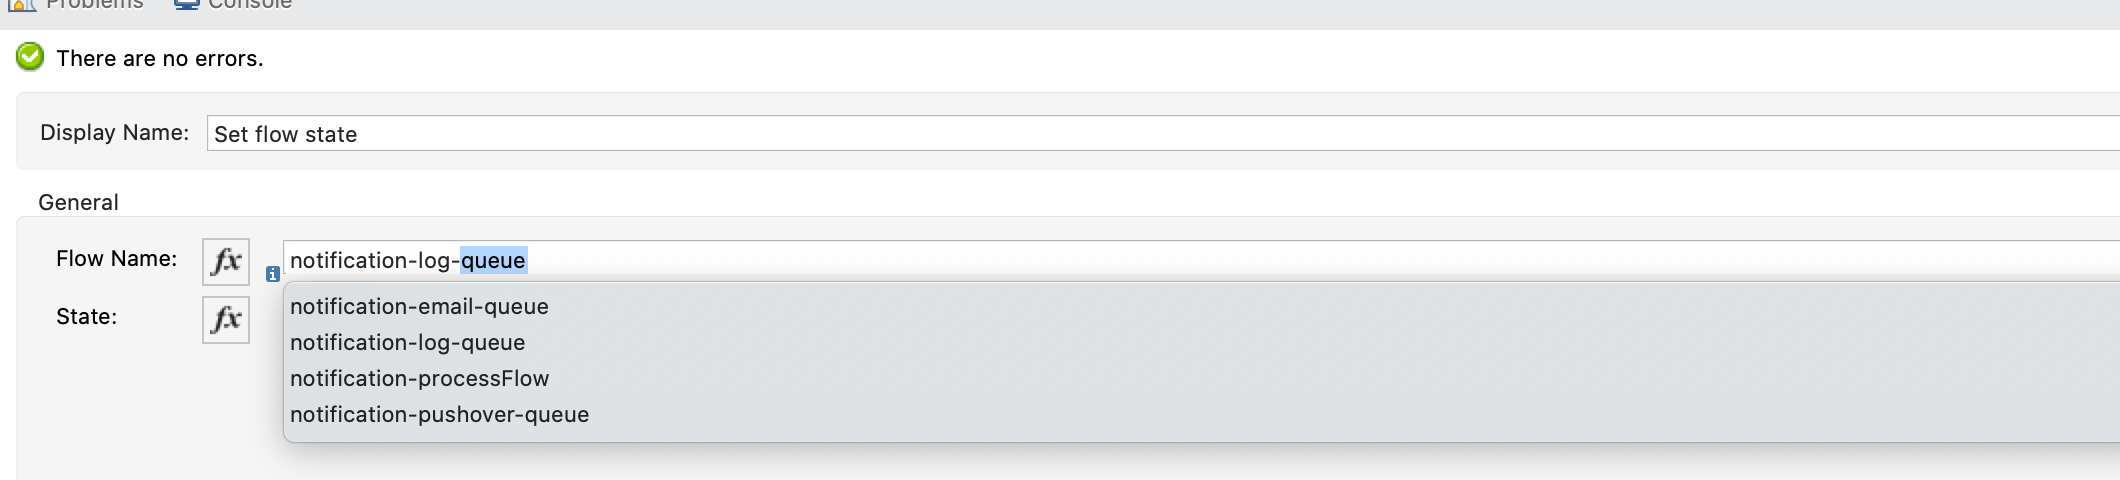 Problems Console
There are no errors.
Display Name: Set flow state
General
Flow Name: fx notification-log-queue
State: fx
notification-email-queue
notification-log-queue
notification-processFlow
notification-pushover-queue